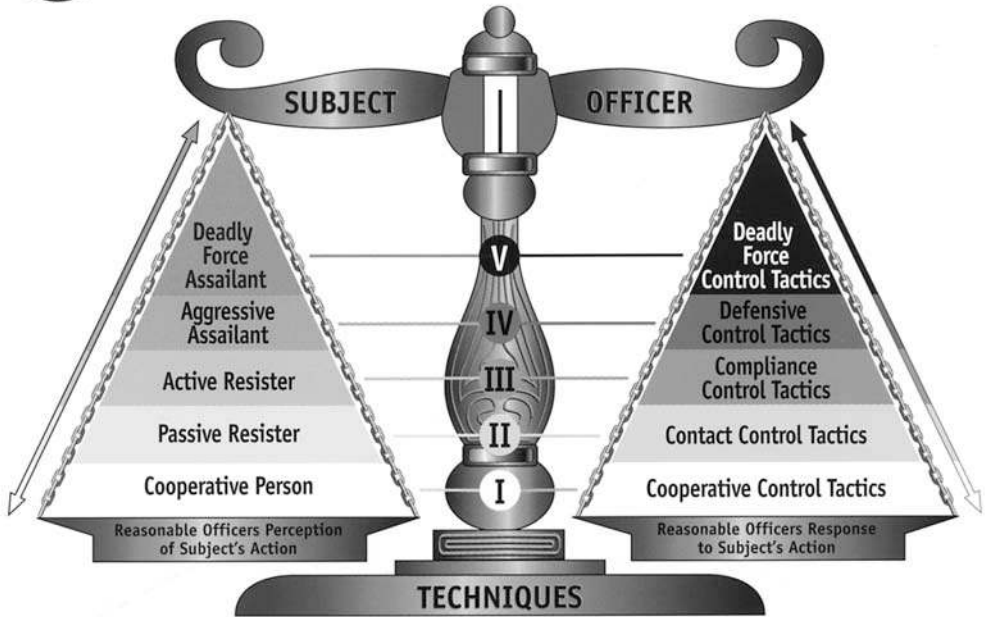 SUBJECT
OFFICER
Deadly
Force
Assailant
V
Deadly
Force
Control Tactics
Aggressive
Assailant
IV
Defensive
Control Tactics
Active Resister
III
Compliance
Control Tactics
Passive Resister
II
Contact Control Tactics
Cooperative Person
I
Cooperative Control Tactics
Reasonable Officers Perception
of Subject's Action
Reasonable Officers Response
to Subject's Action
TECHNIQUES